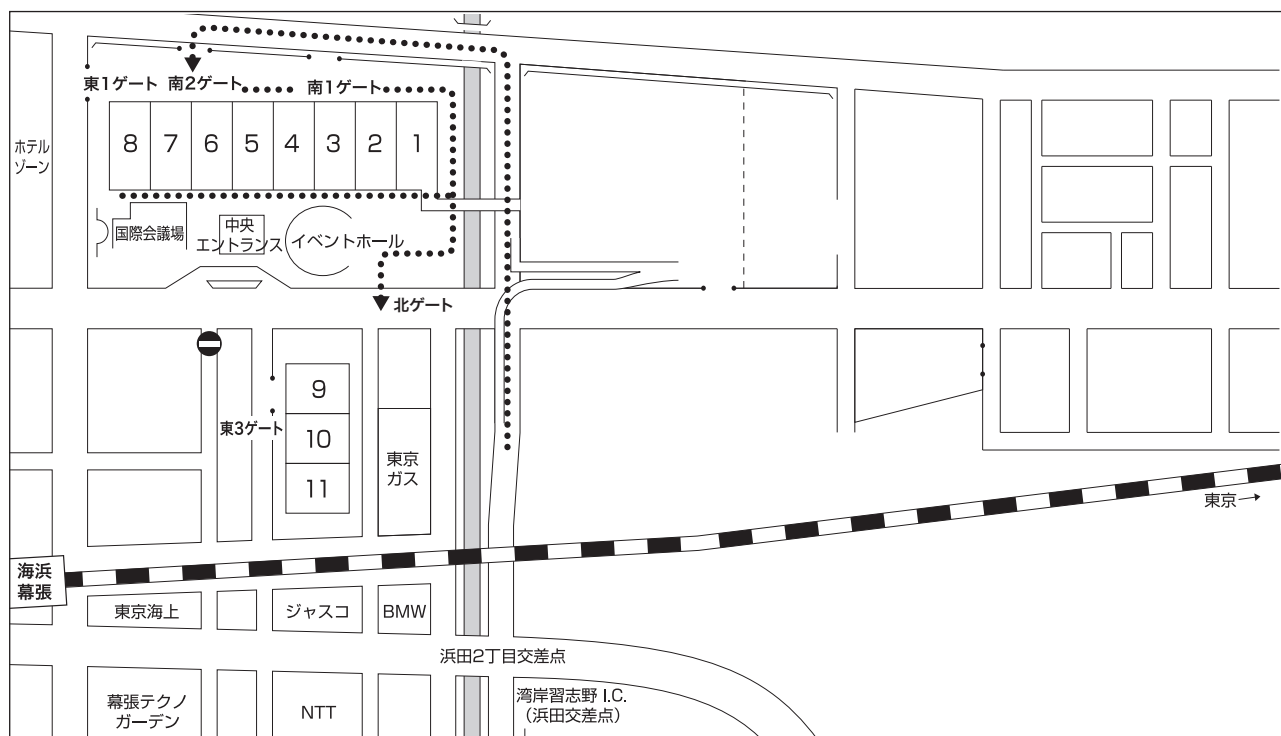 東1ゲート 南2ゲート
南1ゲート
ホテル
ゾーン
8 7 6 5 4 3 2 1
国際会議場
中央
エントランス
イベントホール
北ゲート
9
10
11
東3ゲート
東京
ガス
東京→
海浜
幕張
東京海上
ジャスコ
BMW
浜田2丁目交差点
幕張テクノ
ガーデン
NTT
湾岸習志野 I.C.
(浜田交差点)